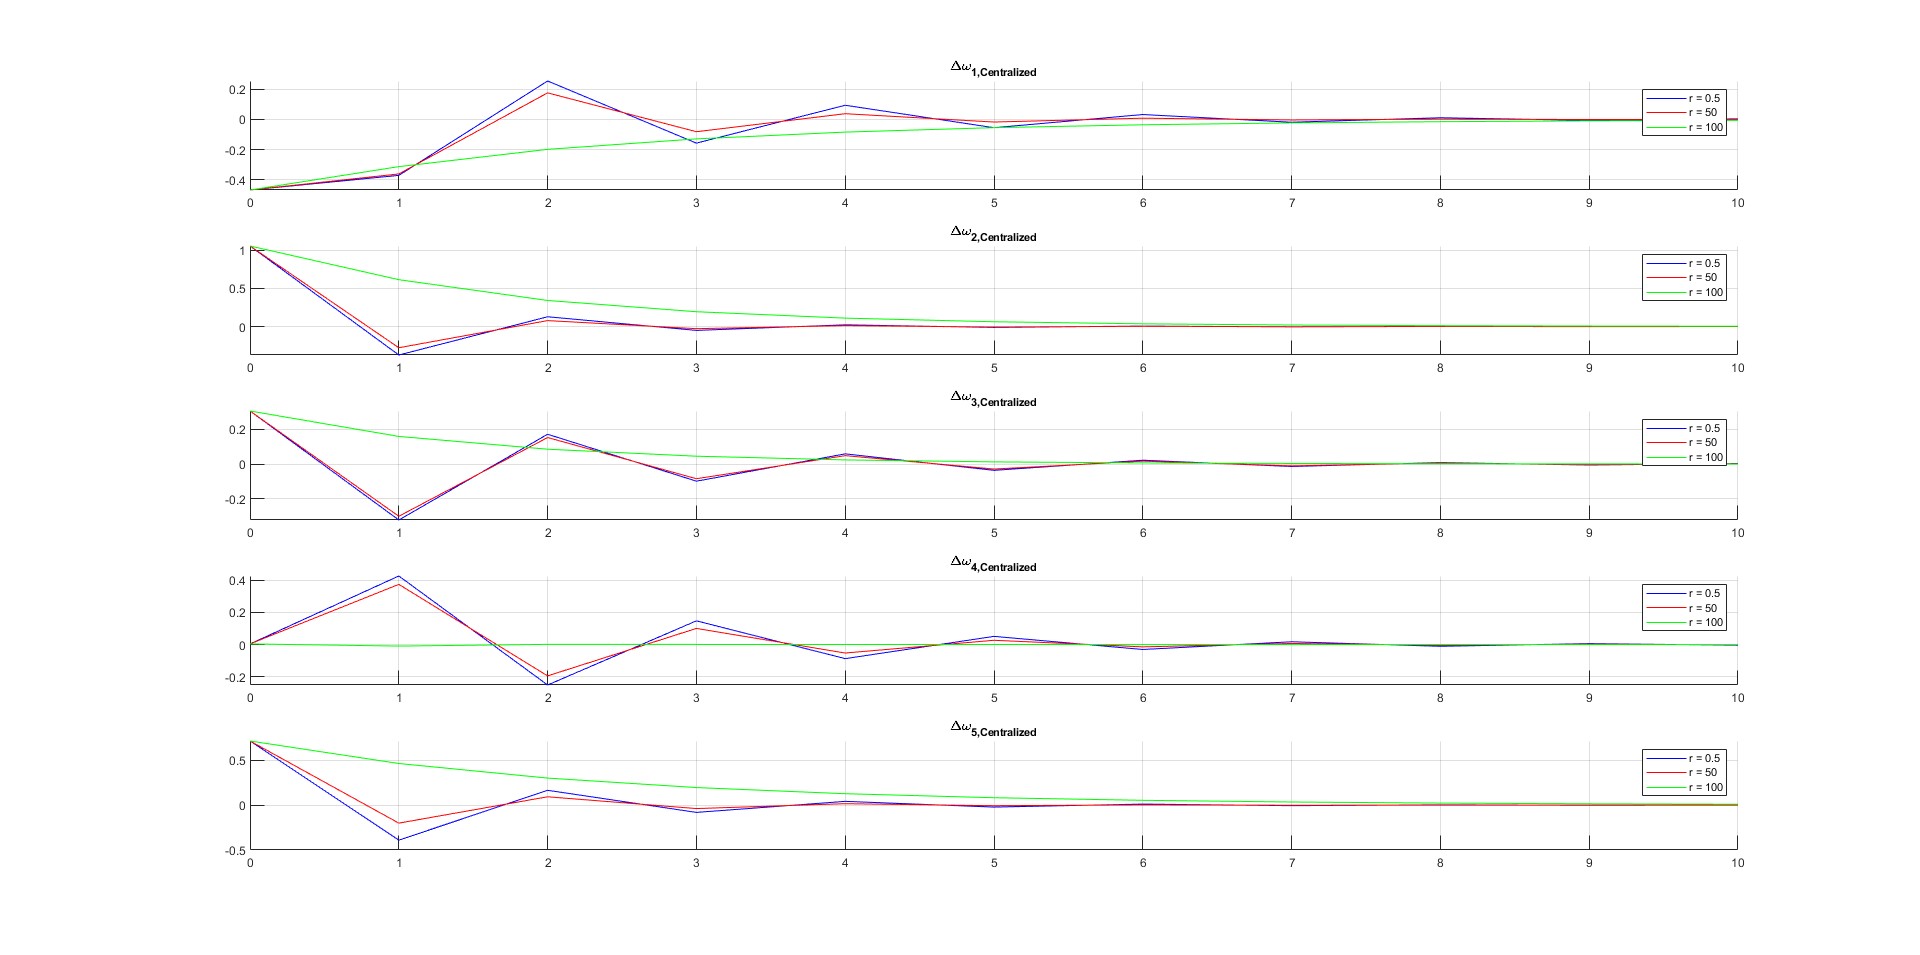 Δω1,Centralized
0.2
0
-0.2
-0.4
r = 0.5
r = 50
r = 100
0 1 2 3 4 5 6 7 8 9 10
Δω2,Centralized
1
0.5
0
r = 0.5
r = 50
r = 100
0 1 2 3 4 5 6 7 8 9 10
Δω3,Centralized
0.2
0
-0.2
r = 0.5
r = 50
r = 100
0 1 2 3 4 5 6 7 8 9 10
Δω4,Centralized
0.4
0.2
0
-0.2
r = 0.5
r = 50
r = 100
0 1 2 3 4 5 6 7 8 9 10
Δω5,Centralized
0.5
0
-0.5
r = 0.5
r = 50
r = 100
0 1 2 3 4 5 6 7 8 9 10